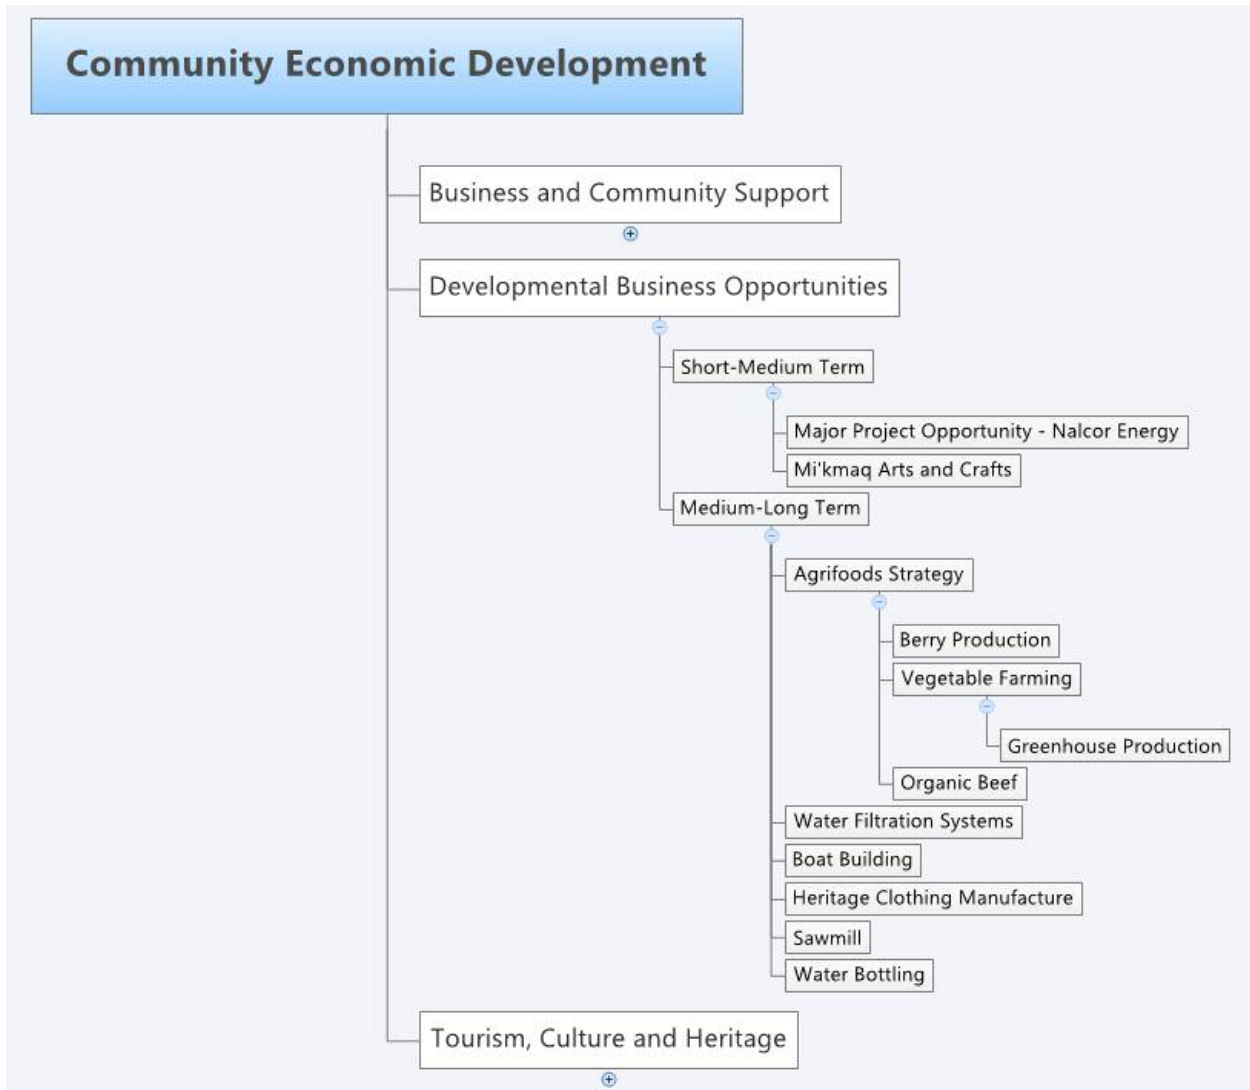 Community Economic Development
Business and Community Support
Developmental Business Opportunities
Short-Medium Term
Major Project Opportunity - Nalcor Energy
Mi'kmaq Arts and Crafts
Medium-Long Term
Agrifoods Strategy
Berry Production
Vegetable Farming
Greenhouse Production
Organic Beef
Water Filtration Systems
Boat Building
Heritage Clothing Manufacture
Sawmill
Water Bottling
Tourism, Culture and Heritage